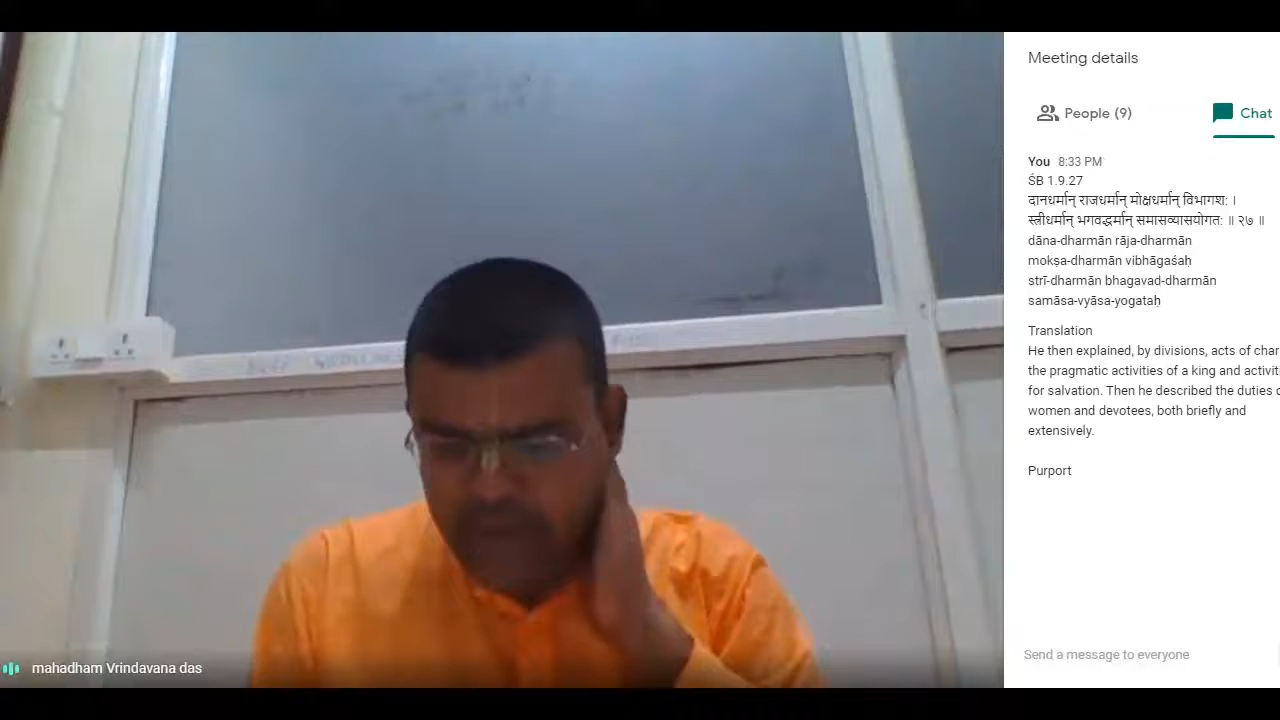 Meeting details
People (9)
Chat
You 8:33 PM
ŚB 1.9.27
दानधर्मान् राजधर्मान् मोक्षधर्मान् विभागश: ।
स्त्रीधर्मान् भगवद्धर्मान् समासव्यासयोगत: ॥ २७ ॥
dāna-dharmān rāja-dharmān
mokṣa-dharmān vibhāgaśaḥ
strī-dharmān bhagavad-dharmān
samāsa-vyāsa-yogataḥ
Translation
He then explained, by divisions, acts of
the pragmatic activities of a king and
for salvation. Then he described the duties
women and devotees, both briefly and
extensively.
Purport
Send a message to everyone
mahadham Vrindavana das